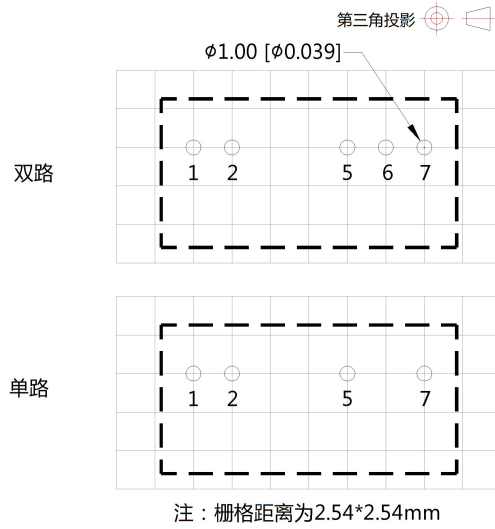 第三角投影
φ1.00 [φ0.039]
双路
1 2 5 6 7
单路
1 2 5 7
注：栅格距离为2.54*2.54mm